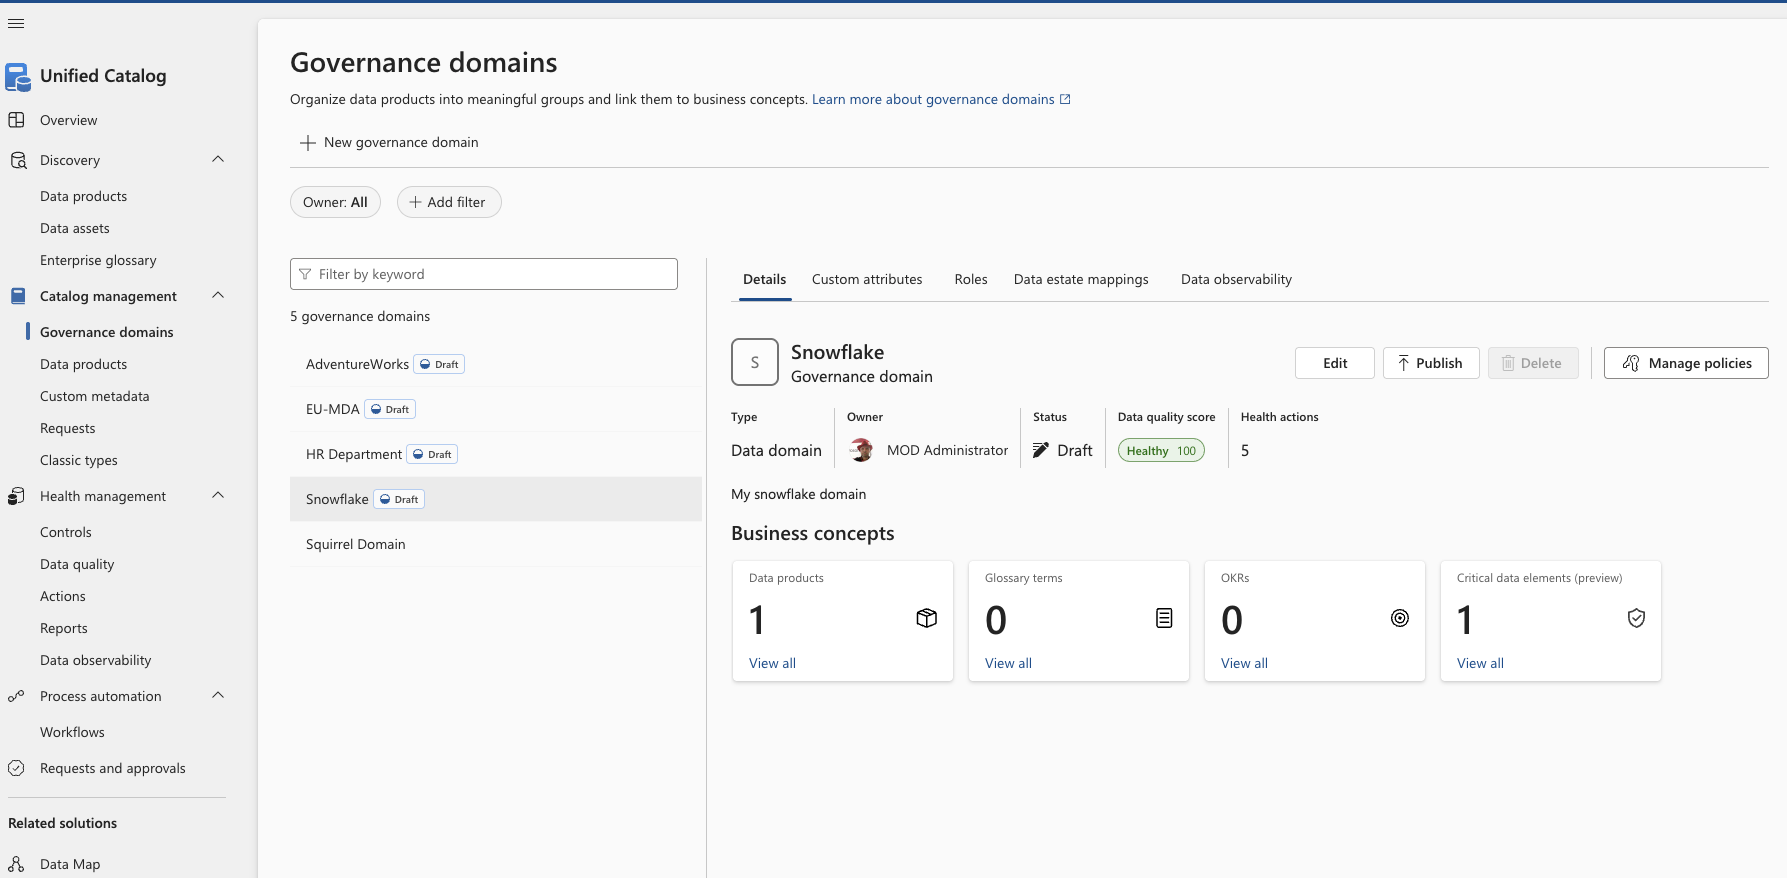 Unified Catalog
Overview
Discovery
Data products
Data assets
Enterprise glossary
Catalog management
Governance domains
Data products
Custom metadata
Requests
Classic types
Health management
Controls
Data quality
Actions
Reports
Data observability
Process automation
Workflows
Requests and approvals
Related solutions
Data Map
Governance domains
Organize data products into meaningful groups and link them to business concepts. Learn more about governance domains
New governance domain
Owner: All
Add filter
Filter by keyword
5 governance domains
AdventureWorks Draft
EU-MDA Draft
HR Department Draft
Snowflake Draft
Squirrel Domain
Details Custom attributes Roles Data estate mappings Data observability
S
Snowflake
Governance domain
Edit Publish Delete Manage policies
Type Owner Status Data quality score Health actions
Data domain MOD Administrator Draft Healthy 100 5
My snowflake domain
Business concepts
Data products
1
View all
Glossary terms
0
View all
OKRs
0
View all
Critical data elements (preview)
1
View all